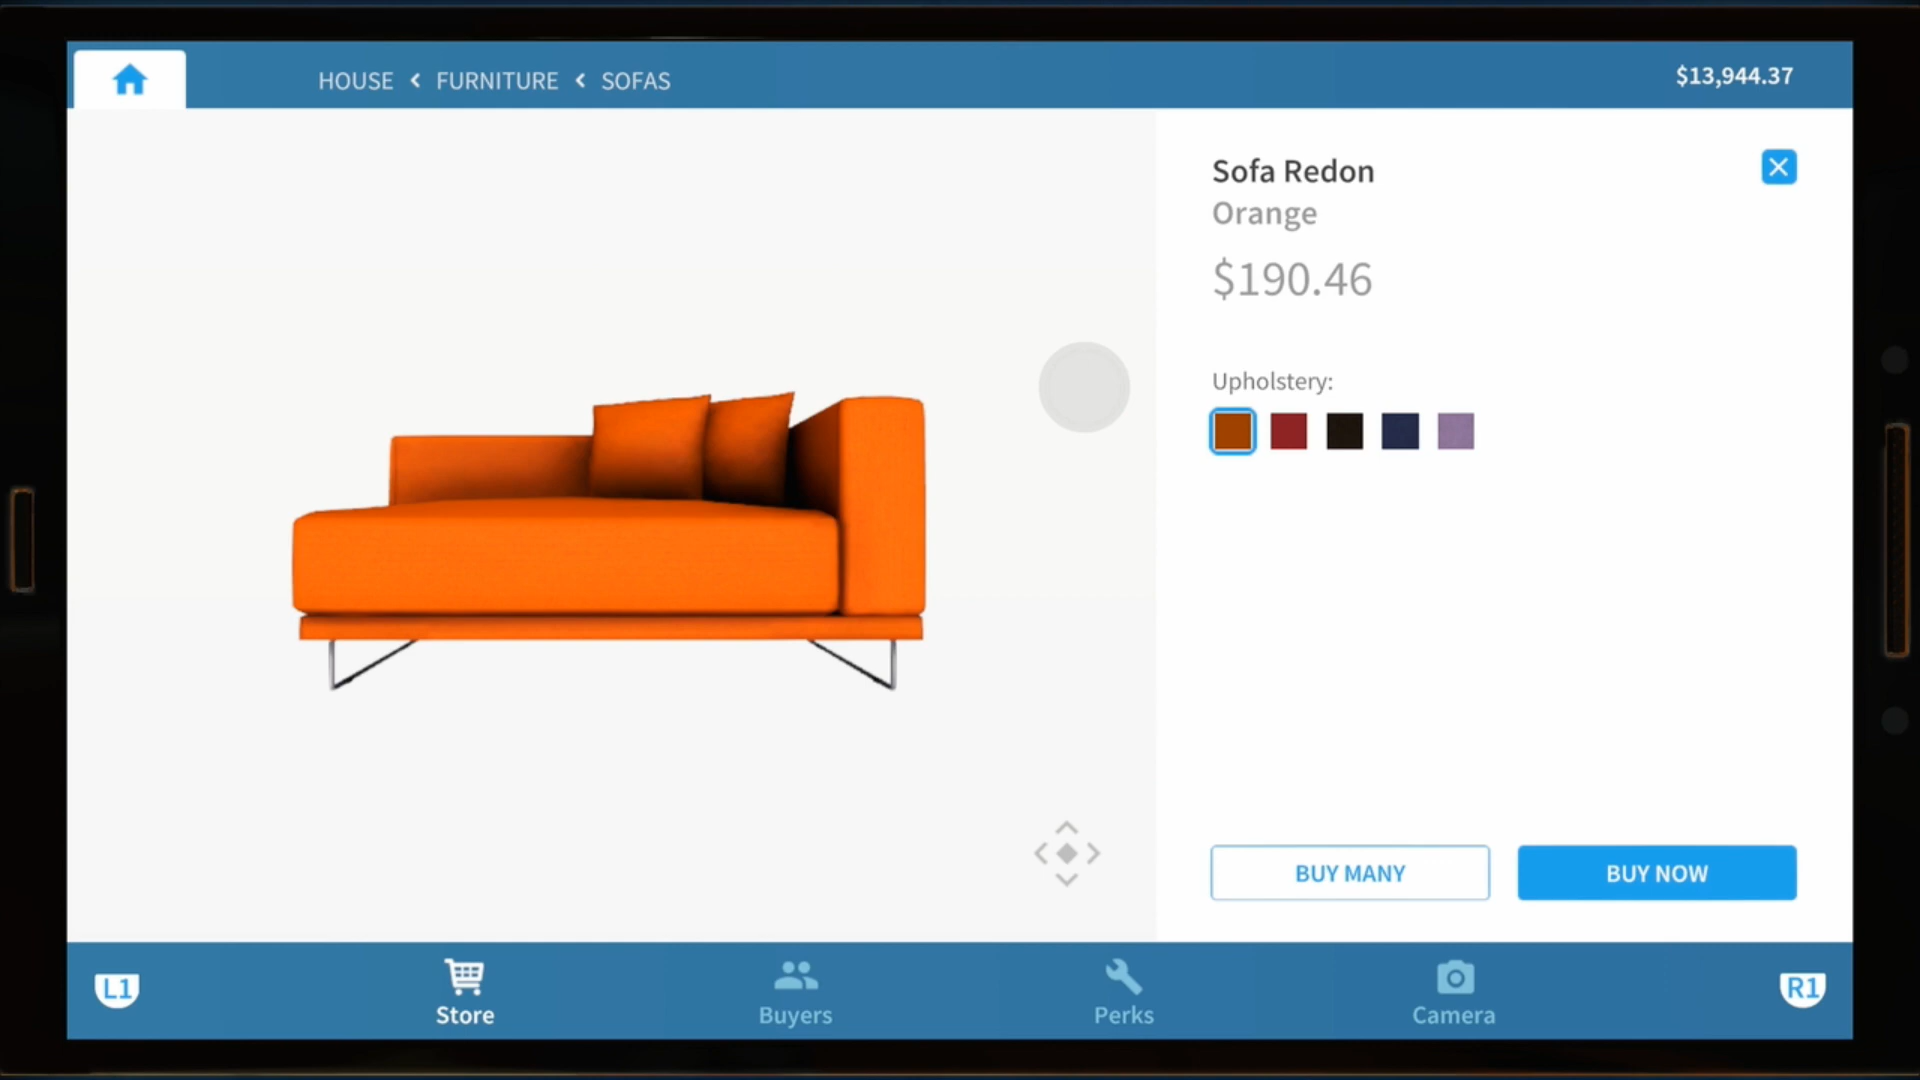 HOUSE < FURNITURE < SOFAS
$13,944.37
Sofa Redon
Orange
$190.46
Upholstery:
BUY MANY
BUY NOW
L1
Store
Buyers
Perks
Camera
R1